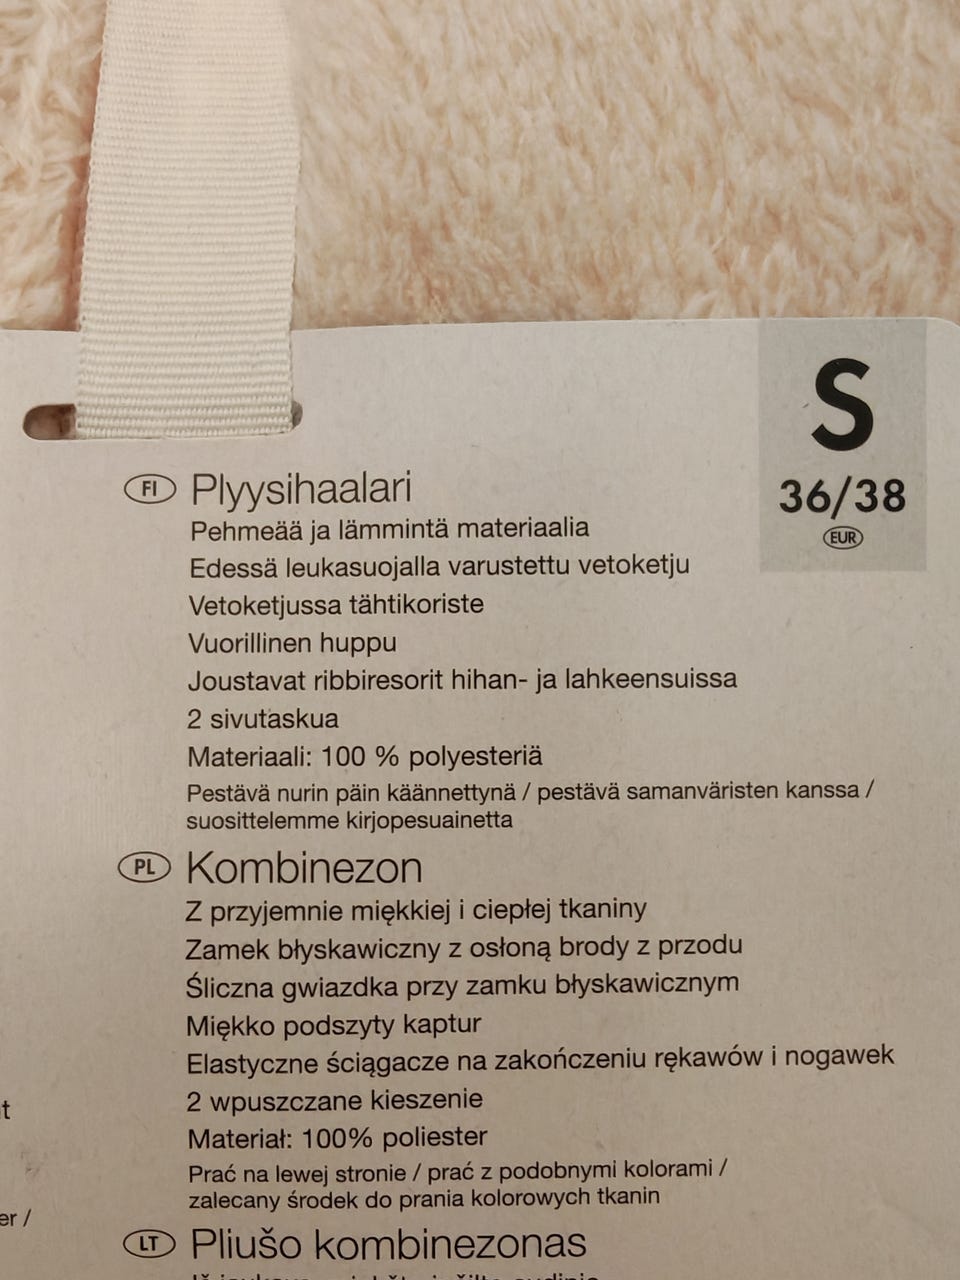 S
36/38
EUR
FI Plyysihaalari
Pehmeää ja lämmintä materiaalia
Edessä leukasuojalla varustettu vetoketju
Vetoketjussa tähtikoriste
Vuorillinen huppu
Joustavat ribbiresorit hihan- ja lahkeensuissa
2 sivutaskua
Materiaali: 100 % polyesteriä
Pestävä nurin päin käännettynä / pestävä samanväristen kanssa /
suosittelemme kirjopesuainetta
PL Kombinezon
Z przyjemnie miękkiej i ciepłej tkaniny
Zamek błyskawiczny z osłoną brody z przodu
Śliczna gwiazdka przy zamku błyskawicznym
Miękko podszyty kaptur
Elastyczne ściągacze na zakończeniu rękawów i nogawek
2 wpuszczane kieszenie
Materiał: 100% poliester
Prać na lewej stronie / prać z podobnymi kolorami /
zalecany środek do prania kolorowych tkanin
LT Pliušo kombinezonas